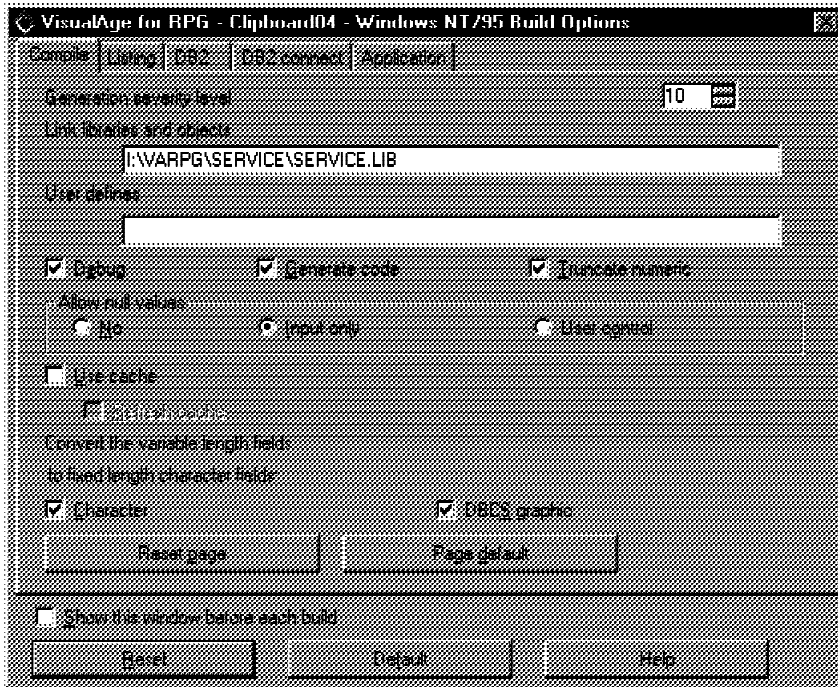 VisualAge for RPG - Clipboard04 - Windows NT/95 Build Options
Compile Listing DB2 DB2 connect Application
Generation severity level 10
Link libraries and objects
I:\VARPG\SERVICE\SERVICE.LIB
User defines
Debug Generate code Truncate numeric
Allow null values
No Input only User control
Use cache
Refresh cache
Convert the variable length fields
to fixed length character fields
Character DBCS graphic
Reset page Page default
Show this window before each build
Reset Default Help